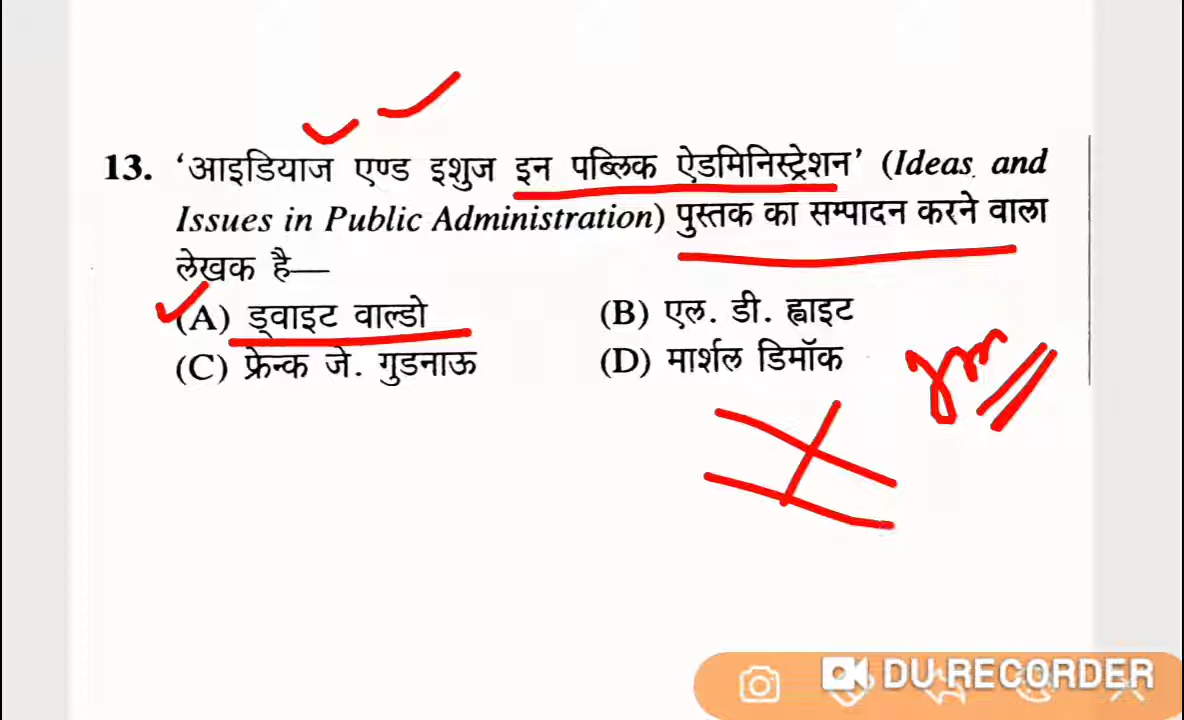 13. ‘आइडियाज एण्ड इशुज इन पब्लिक ऐडमिनिस्ट्रेशन’ (Ideas and
Issues in Public Administration) पुस्तक का सम्पादन करने वाला
लेखक है—
(A) ड्वाइट वाल्डो (B) एल. डी. ह्वाइट
(C) फ्रेन्क जे. गुडनाऊ (D) मार्शल डिमॉक
DU RECORDER